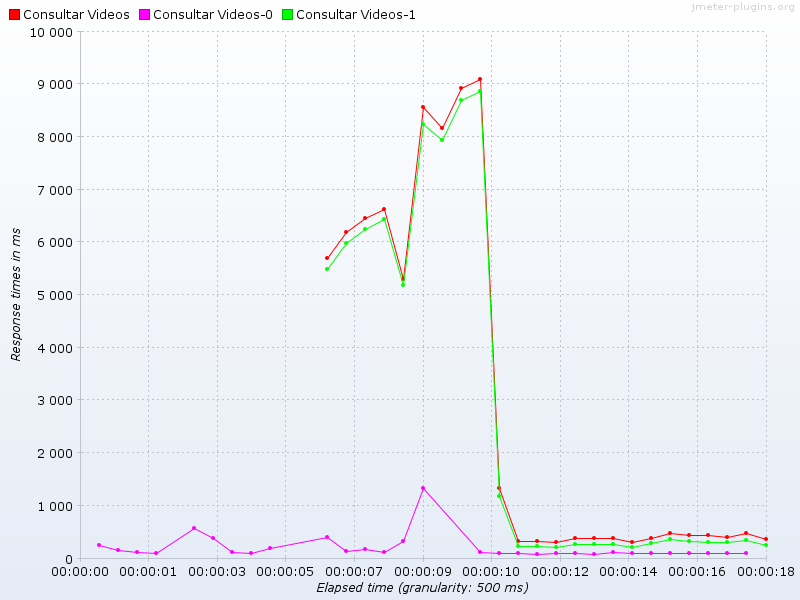 jmeter-plugins.org
Consultar Videos Consultar Videos-0 Consultar Videos-1
10 000
9 000
8 000
7 000
6 000
5 000
4 000
3 000
2 000
1 000
0
Response times in ms
00:00:00 00:00:01 00:00:03 00:00:05 00:00:07 00:00:09 00:00:10 00:00:12 00:00:14 00:00:16 00:00:18
Elapsed time (granularity: 500 ms)